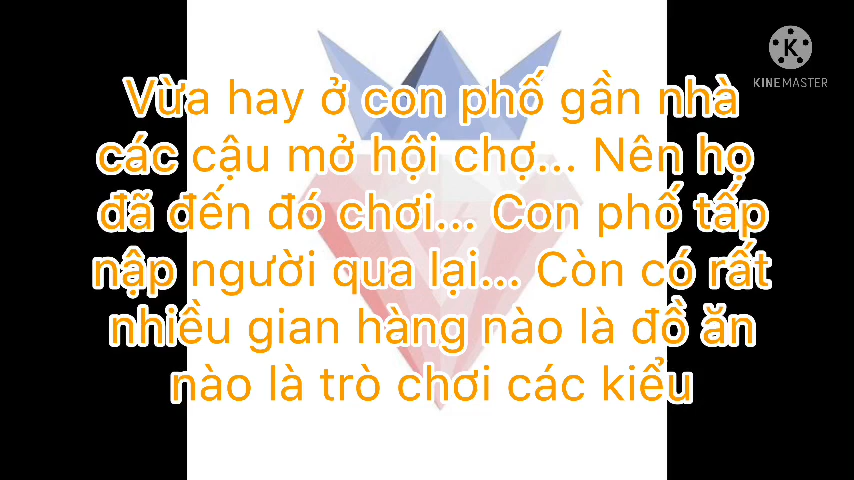 KINEMASTER
Vừa hay ở con phố gần nhà
các cậu mở hội chợ... Nên họ
đã đến đó chơi... Con phố tấp
nập người qua lại... Còn có rất
nhiều gian hàng nào là đồ ăn
nào là trò chơi các kiểu